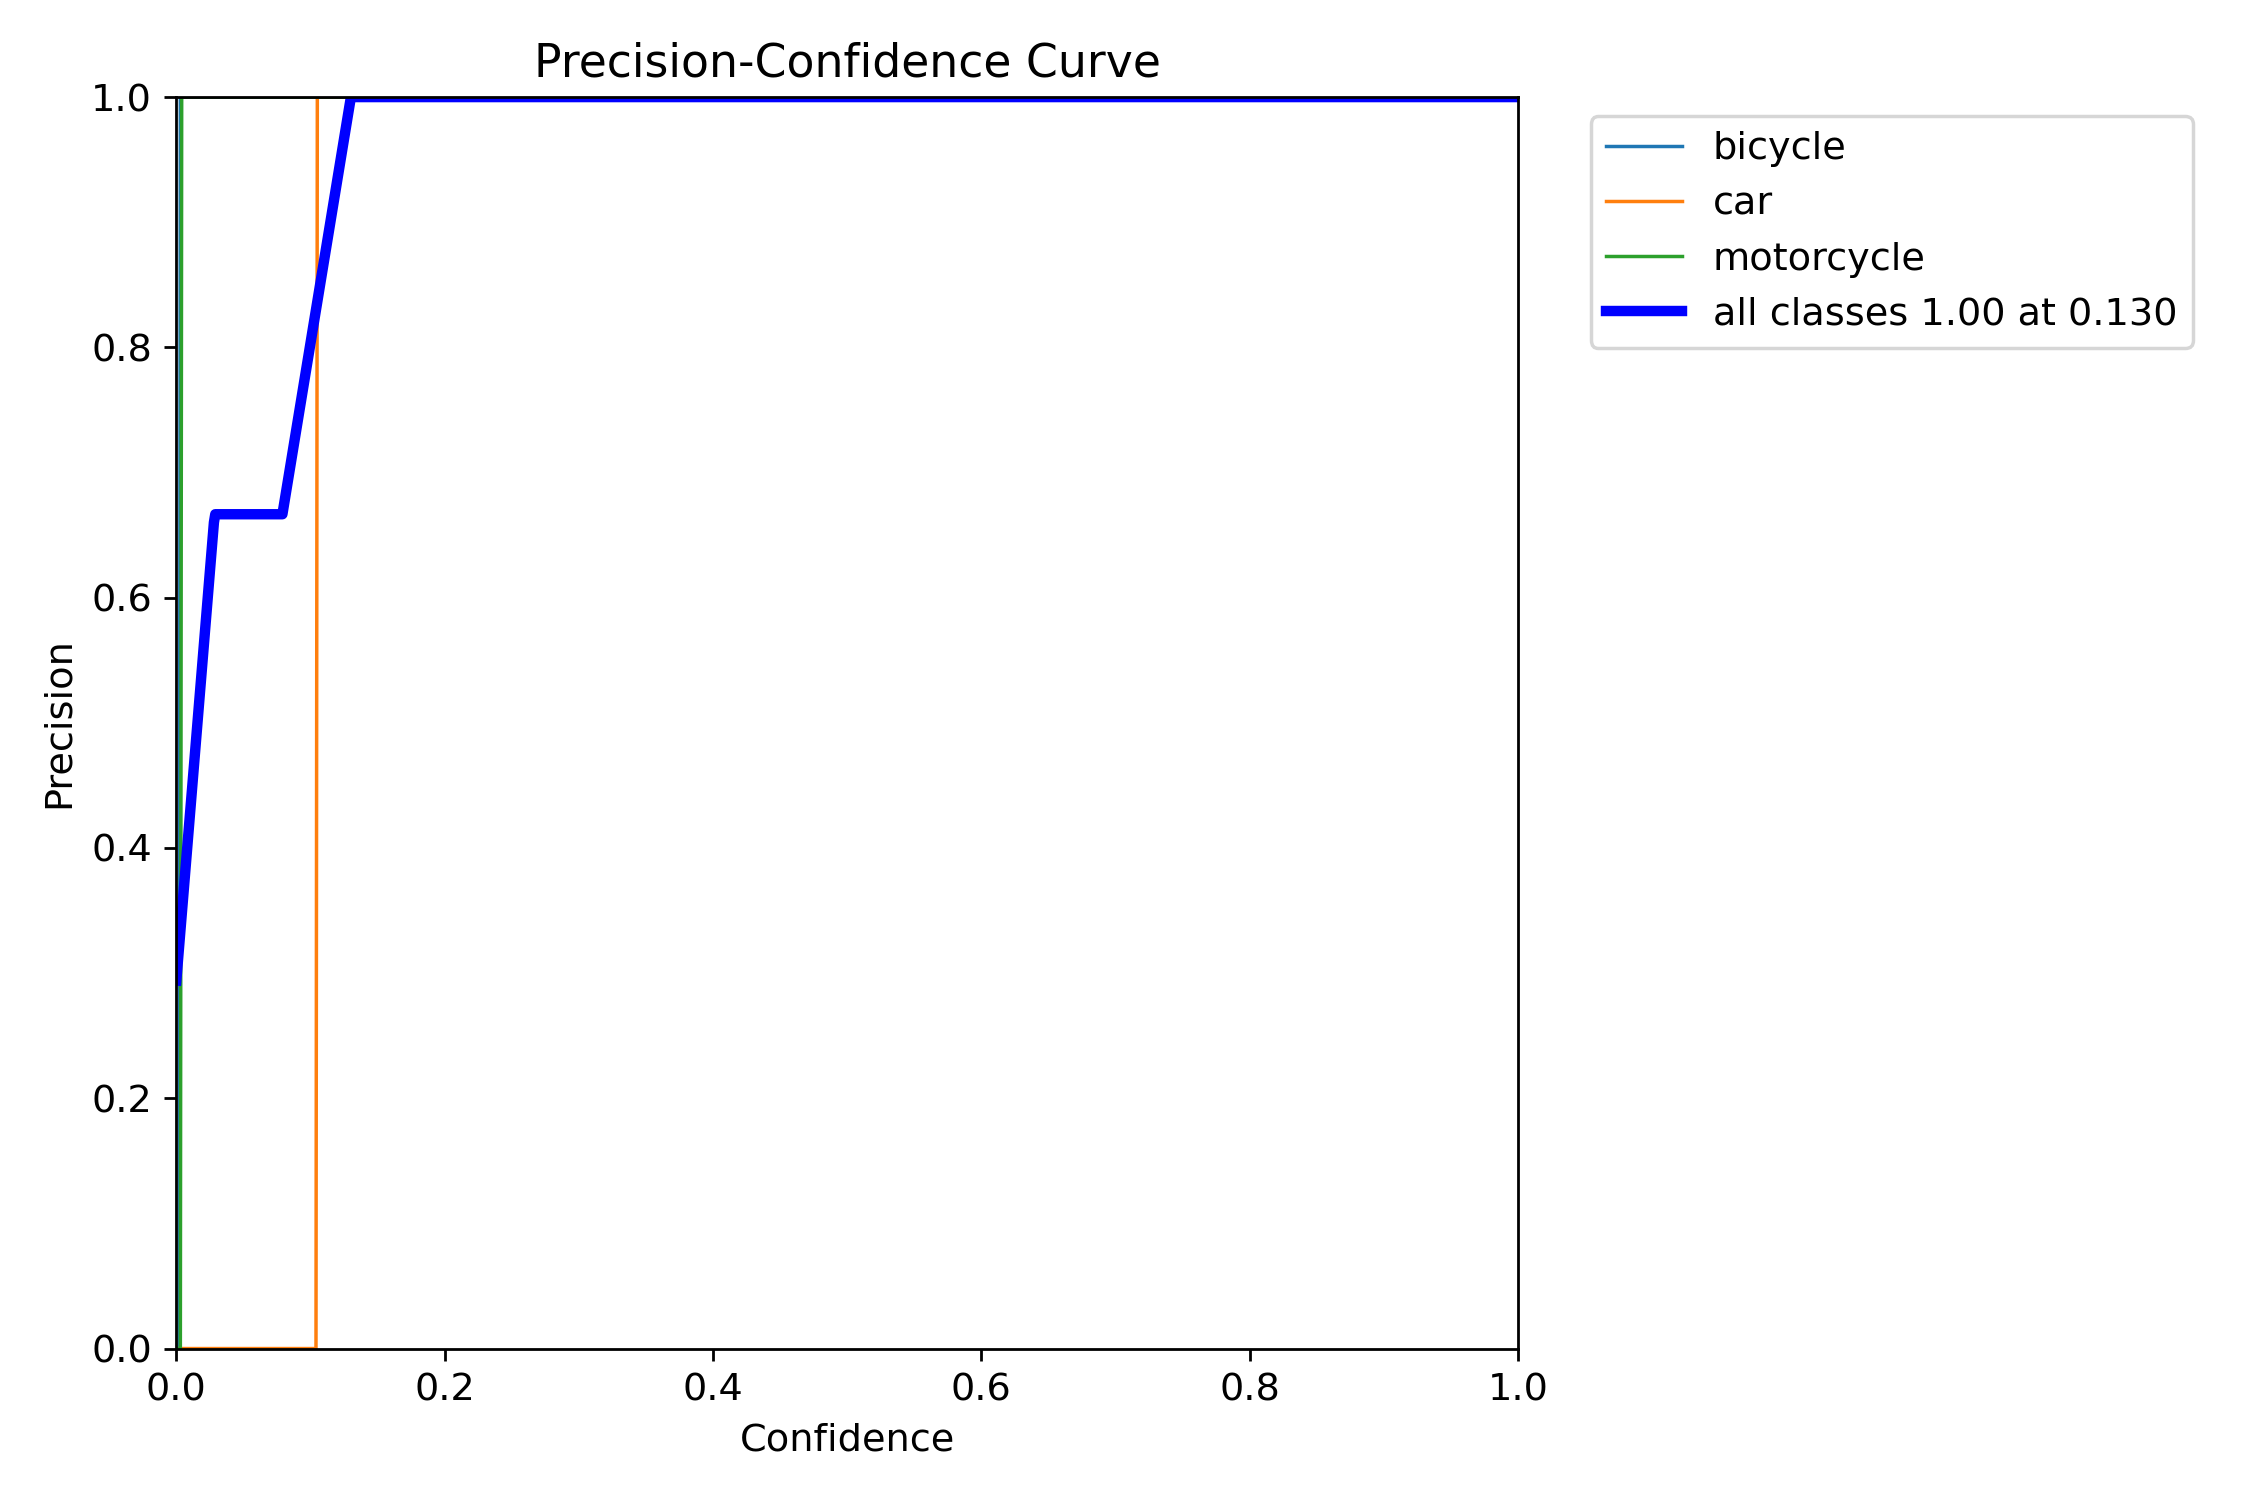 Precision-Confidence Curve
1.0
0.8
0.6
0.4
0.2
0.0
Precision
0.0 0.2 0.4 0.6 0.8 1.0
Confidence
bicycle
car
motorcycle
all classes 1.00 at 0.130